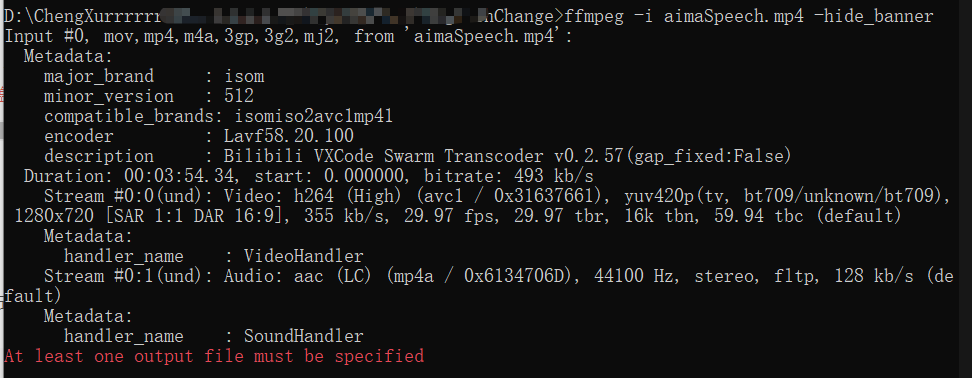 D:\ChengXurrrrrr nChange>ffmpeg -i aimaSpeech.mp4 -hide_banner
Input #0, mov,mp4,m4a,3gp,3g2,mj2, from 'aimaSpeech.mp4':
  Metadata:
    major_brand     : isom
    minor_version   : 512
    compatible_brands: isomiso2avc1mp41
    encoder         : Lavf58.20.100
    description     : Bilibili VXCode Swarm Transcoder v0.2.57(gap_fixed:False)
  Duration: 00:03:54.34, start: 0.000000, bitrate: 493 kb/s
    Stream #0:0(und): Video: h264 (High) (avc1 / 0x31637661), yuv420p(tv, bt709/unknown/bt709),
 1280x720 [SAR 1:1 DAR 16:9], 355 kb/s, 29.97 fps, 29.97 tbr, 16k tbn, 59.94 tbc (default)
    Metadata:
      handler_name    : VideoHandler
    Stream #0:1(und): Audio: aac (LC) (mp4a / 0x6134706D), 44100 Hz, stereo, fltp, 128 kb/s (de
fault)
    Metadata:
      handler_name    : SoundHandler
At least one output file must be specified